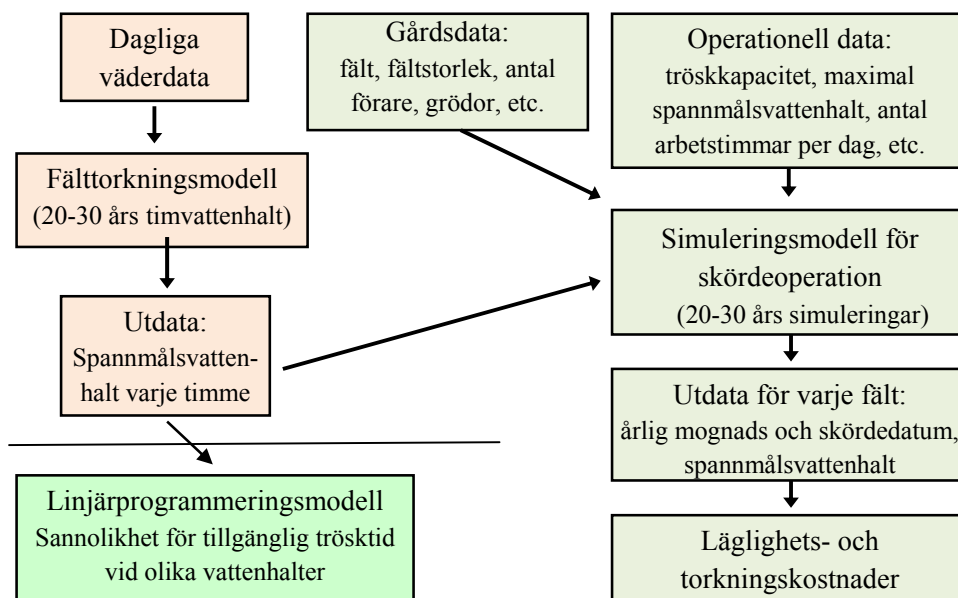 Dagliga
väderdata
Fälttorkningsmodell
(20-30 års timvattenhalt)
Utdata:
Spannmålsvatten-
halt varje timme
Linjärprogrammeringsmodell
Sannolikhet för tillgänglig trösktid
vid olika vattenhalter
Gårdsdata:
fält, fältstorlek, antal
förare, grödor, etc.
Operationell data:
tröskkapacitet, maximal
spannmålsvattenhalt, antal
arbetstimmar per dag, etc.
Simuleringsmodell för
skördeoperation
(20-30 års simuleringar)
Utdata för varje fält:
årlig mognads och skördedatum,
spannmålsvattenhalt
Läglighets- och
torkningskostnader